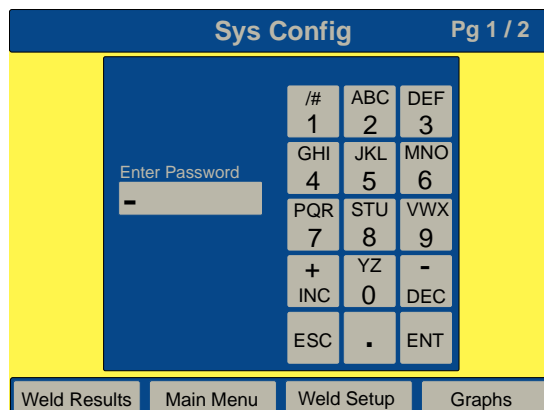 Sys Config Pg 1 / 2
/# ABC DEF
1 2 3
GHI JKL MNO
Enter Password
4 5 6
-
PQR STU VWX
7 8 9
+ YZ -
INC 0 DEC
ESC . ENT
Weld Results Main Menu Weld Setup Graphs